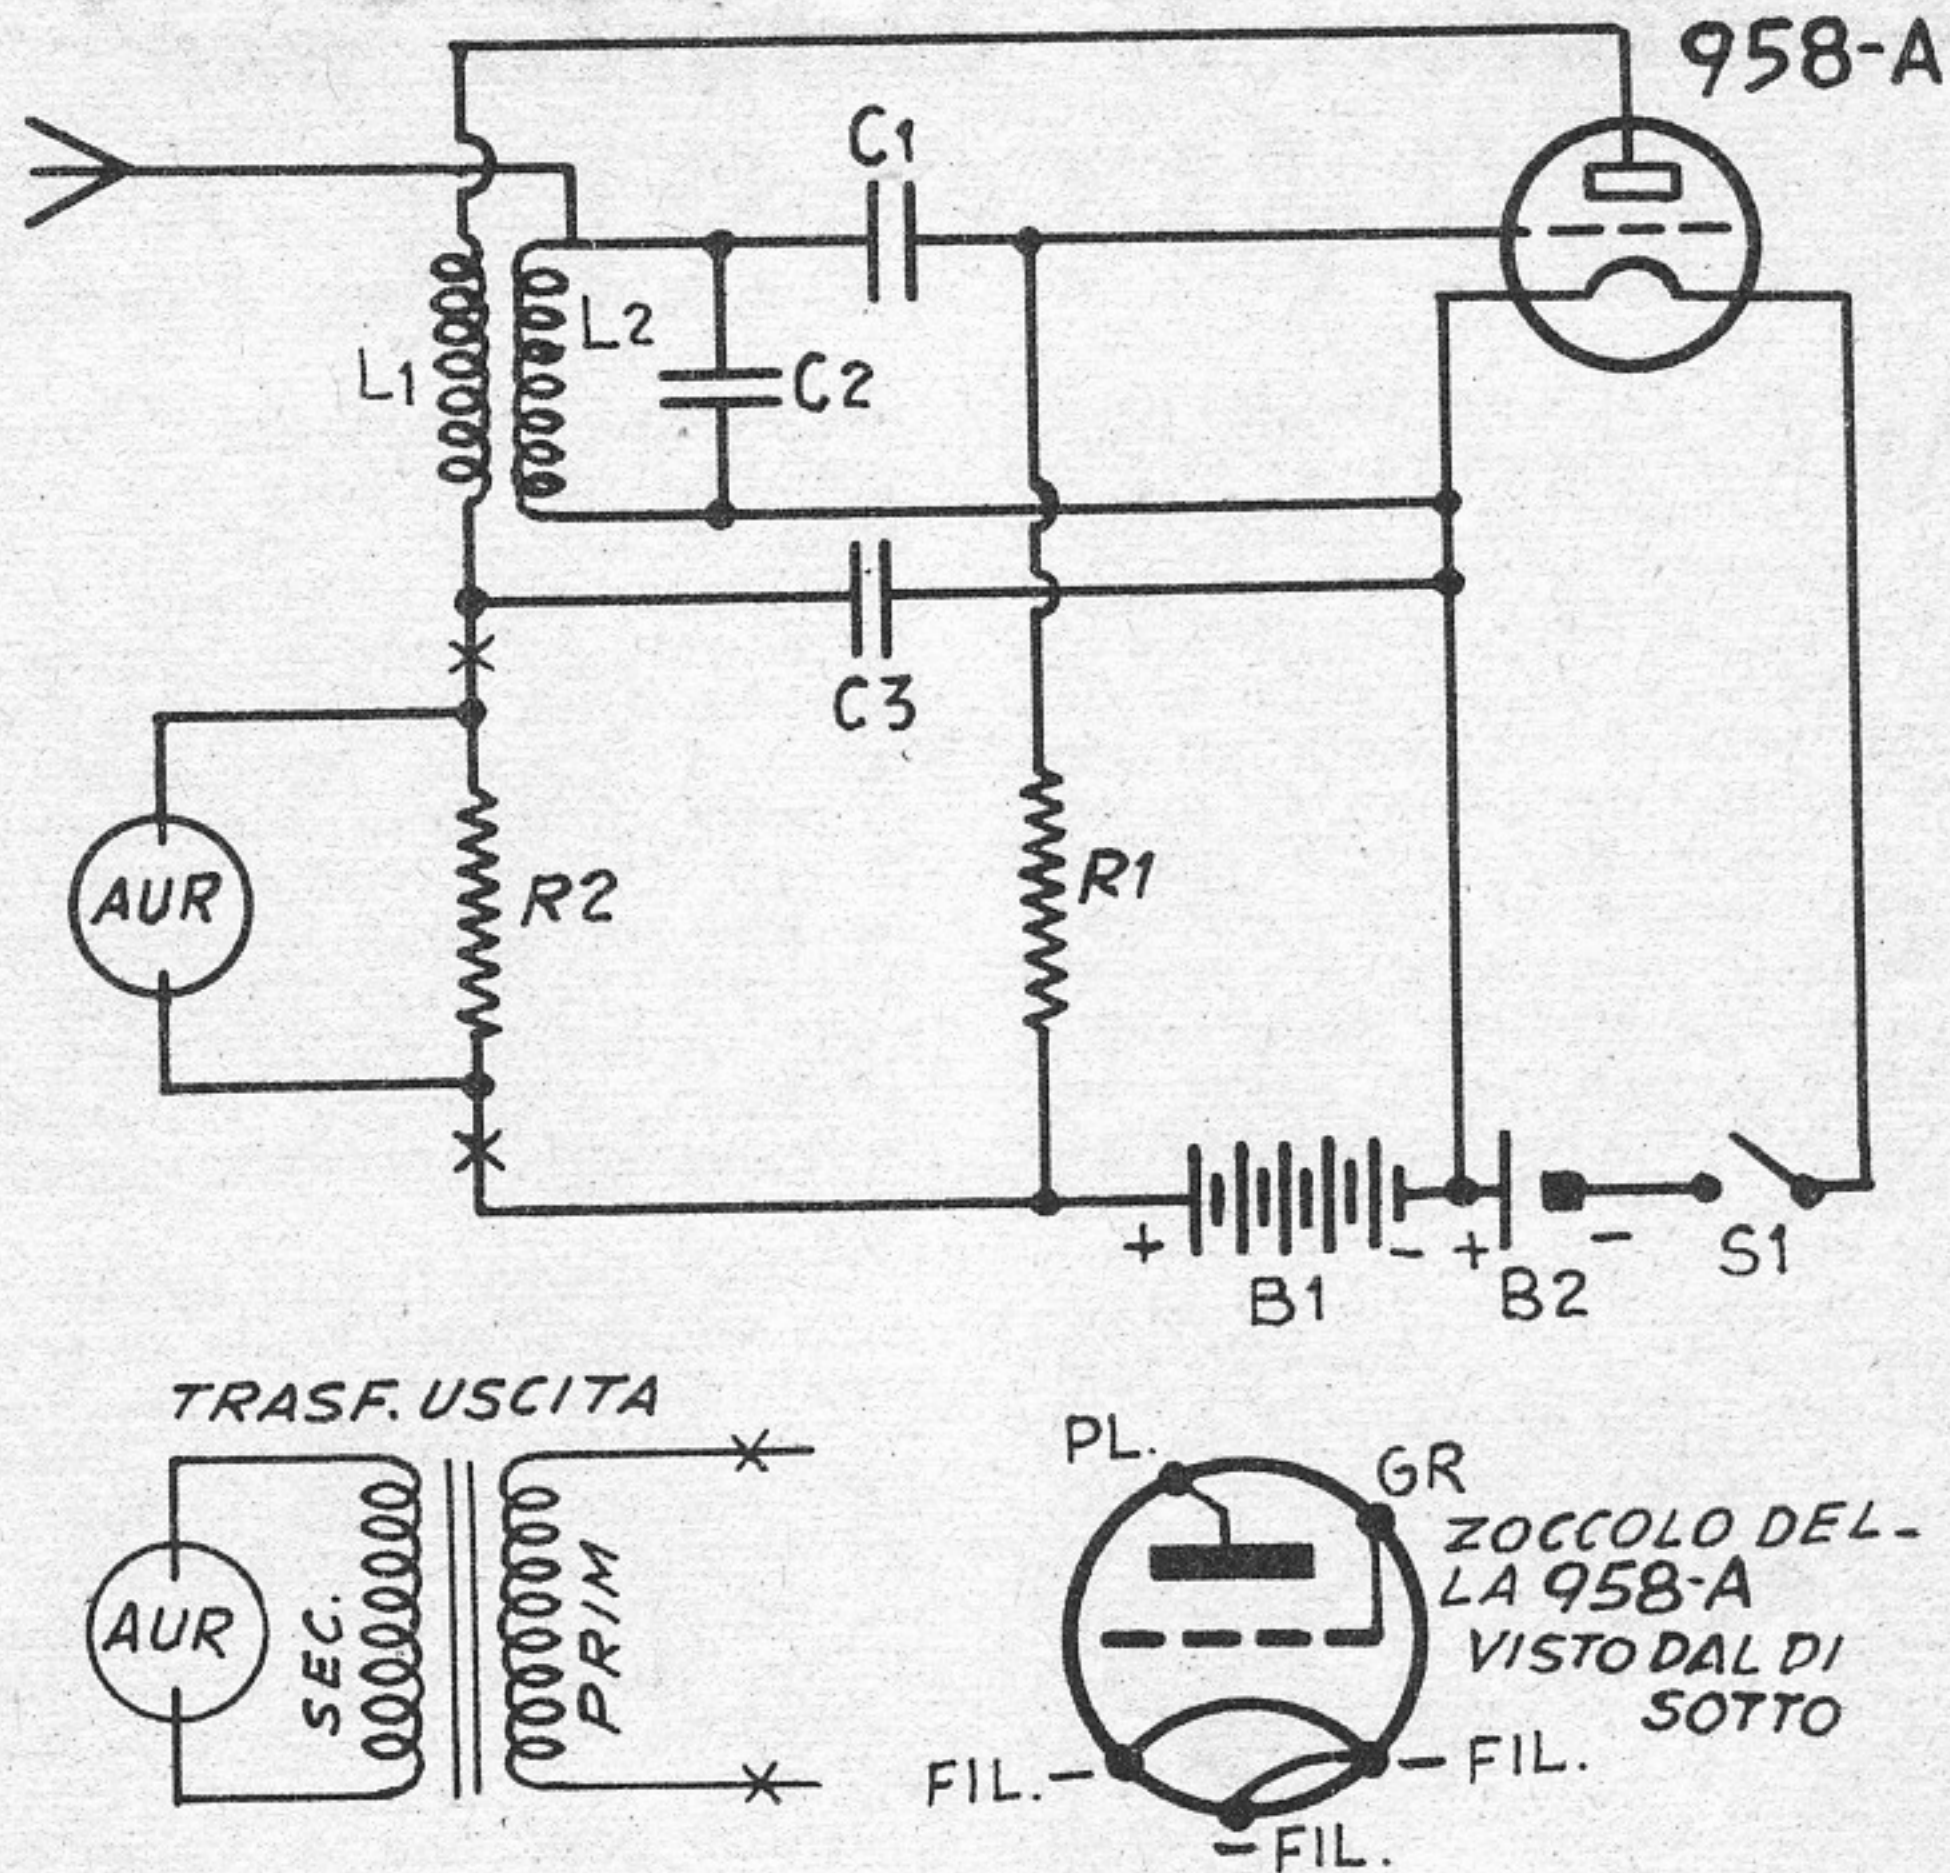 958-A
C1
L2
L1
C2
C3
AUR
R2
R1
+
-
+
-
S1
B1
B2
TRASF. USCITA
PL.
GR
ZOCCOLO DEL-
LA 958-A
VISTO DAL DI
SOTTO
AUR
SEC.
PRIM
FIL. -
- FIL.
- FIL.